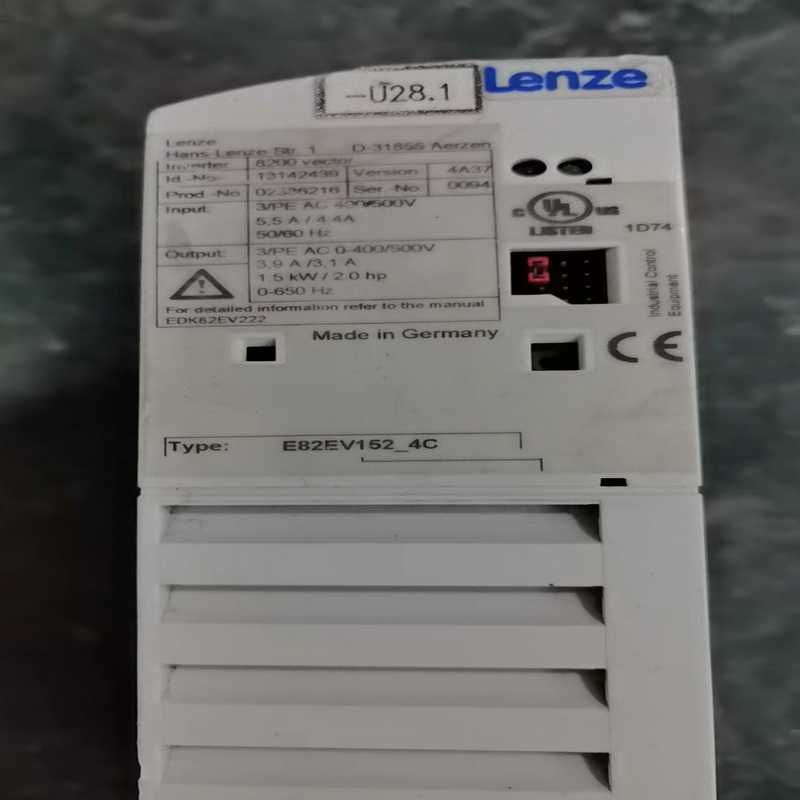 -U28.1
Lenze
Lenze
Hans-Lenze-Str. 1 D-31855 Aerzen
Inverter 8200 vector
Id.-No. 13142439 Version 4A37
Prod.-No. Ser.-No. 0094
Input: 3/PE AC 400/500V
5,5 A / 4.4A
50/60 Hz
Output: 3/PE AC 0-400/500V
3,9 A /3,1 A
1.5 kW / 2.0 hp
0-650 Hz
For detailed information refer to the manual
EDK82EV222
Made in Germany
C UL US
LISTED
1D74
Industrial Control
Equipment
CE
Type: E82EV152_4C